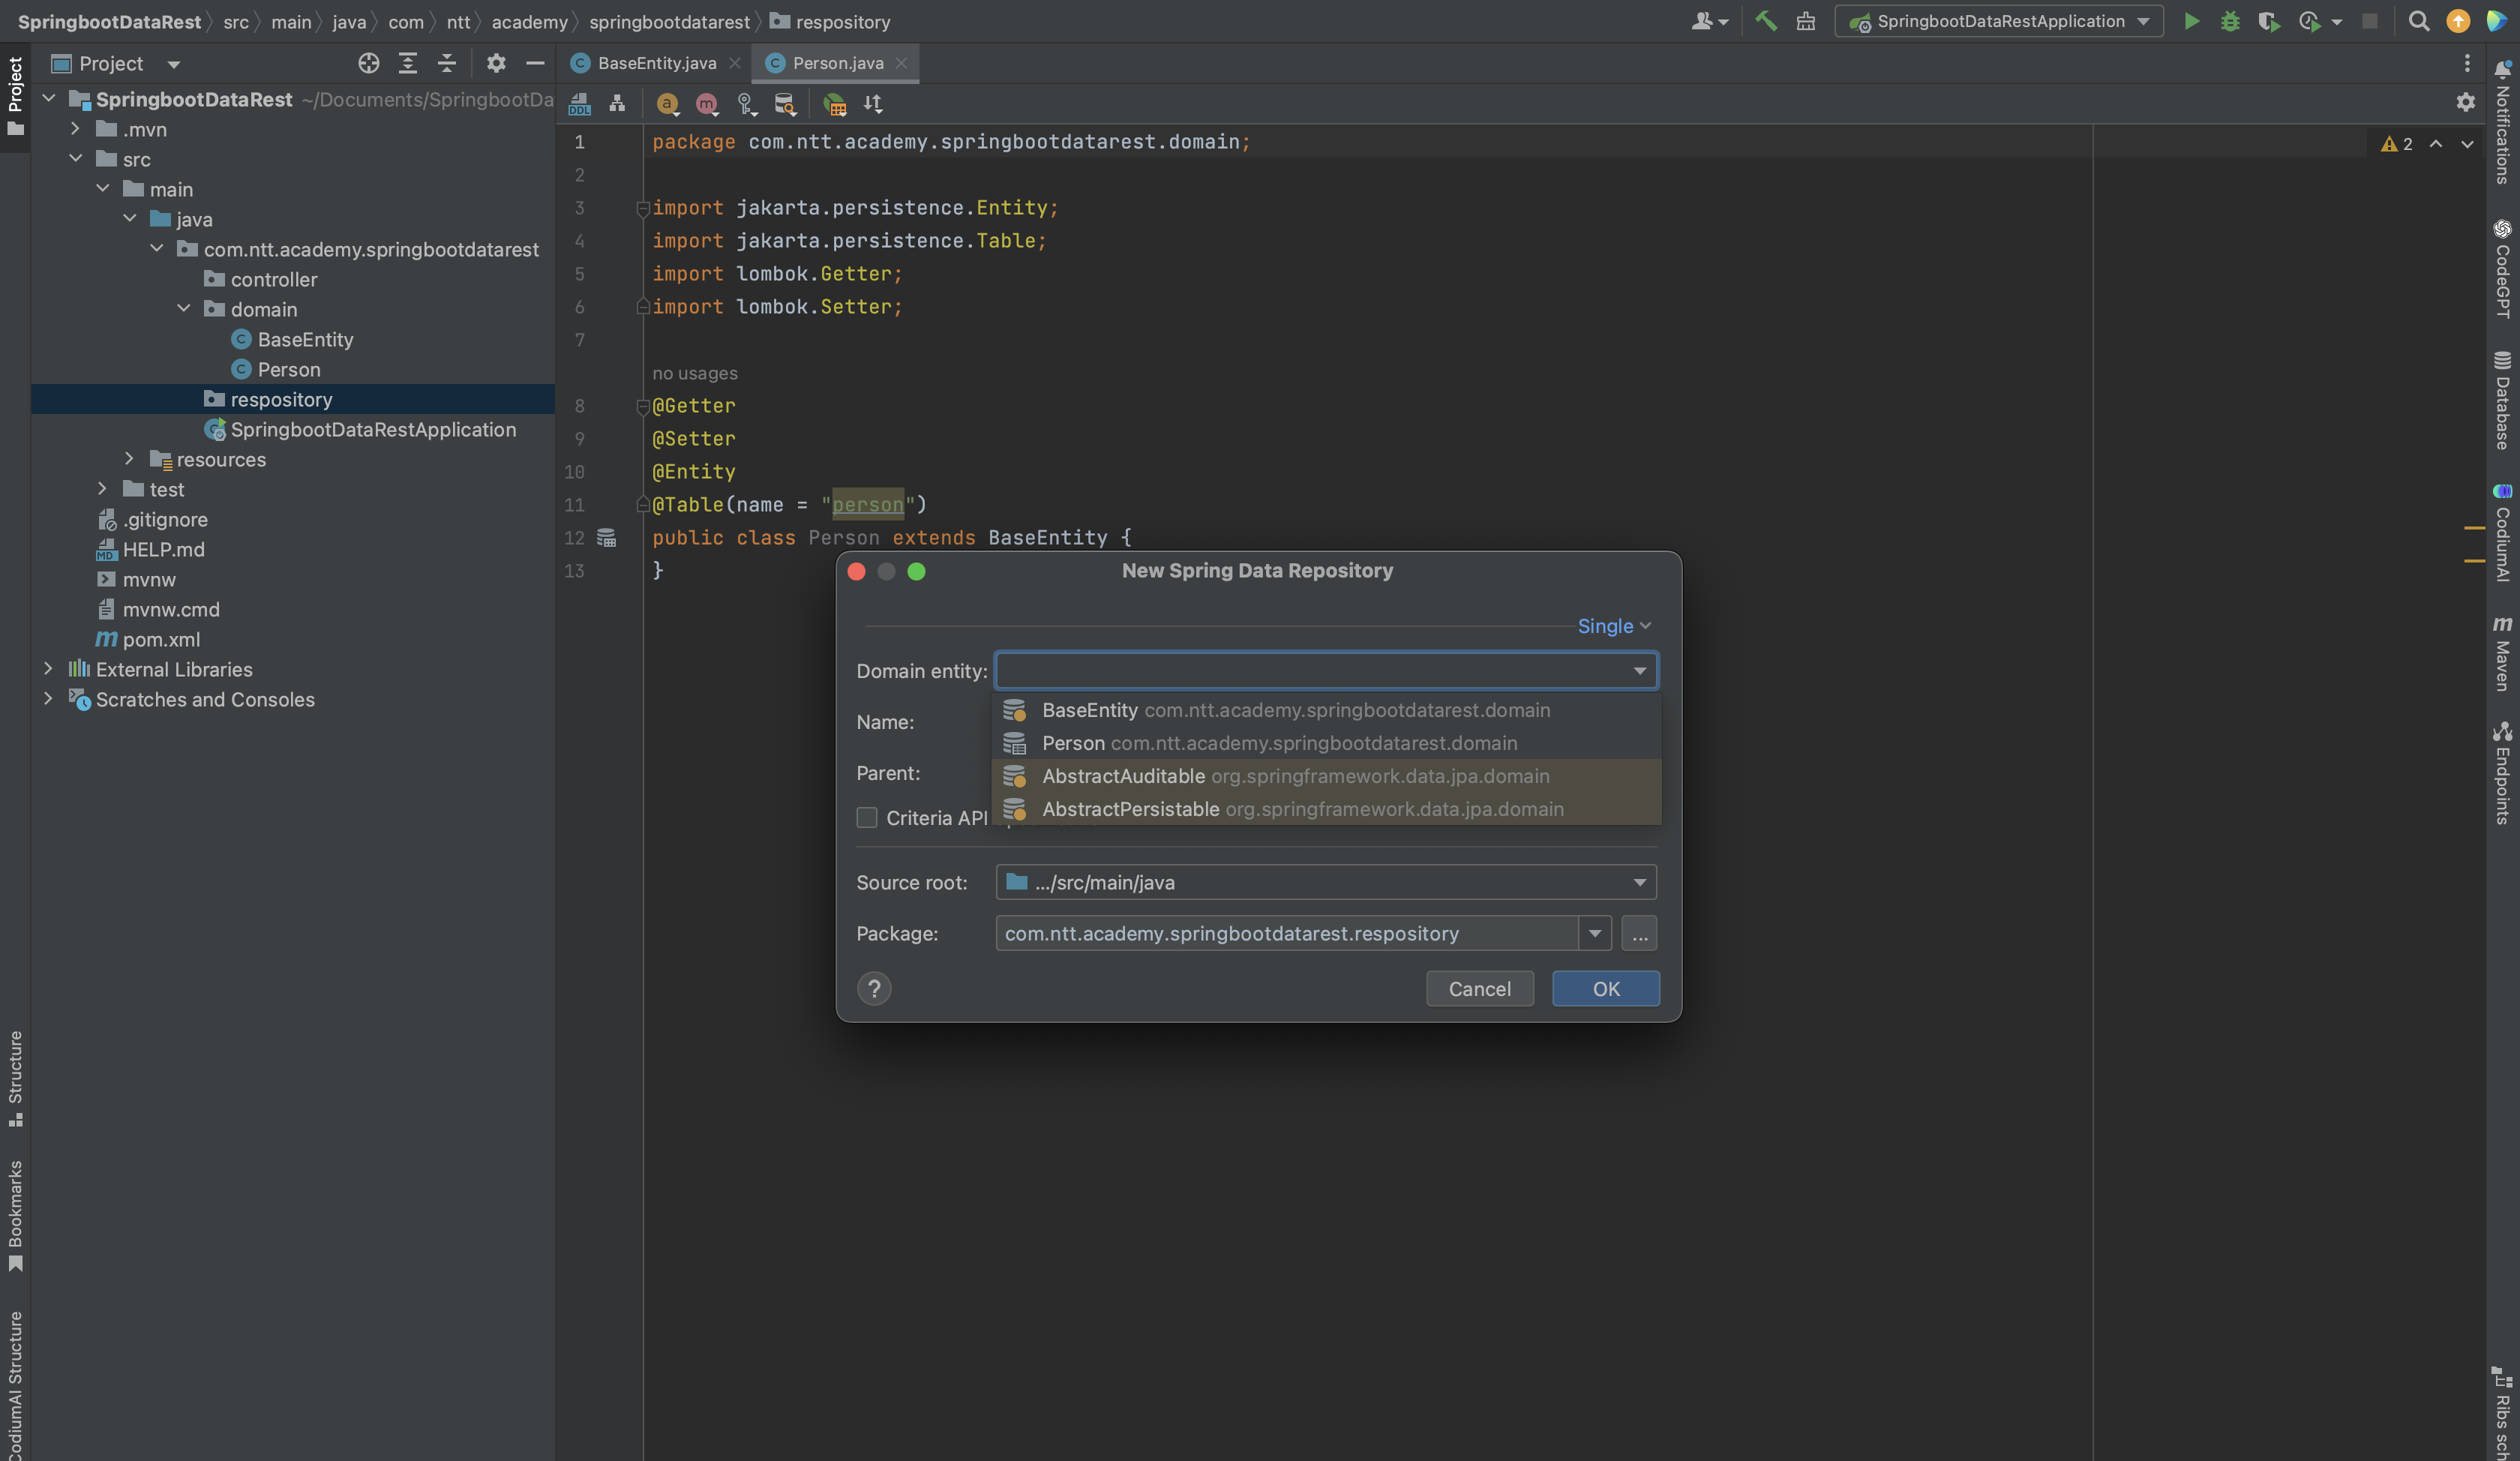 SpringbootDataRest src main java com ntt academy springbootdatarest respository
SpringbootDataRestApplication
Project
BaseEntity.java
Person.java
Project
SpringbootDataRest ~/Documents/SpringbootDa
.mvn
src
main
java
com.ntt.academy.springbootdatarest
controller
domain
BaseEntity
Person
respository
SpringbootDataRestApplication
resources
test
.gitignore
HELP.md
mvnw
mvnw.cmd
pom.xml
External Libraries
Scratches and Consoles
Structure
Bookmarks
CodiumAI Structure
DDL
2
1 package com.ntt.academy.springbootdatarest.domain;
2
3 import jakarta.persistence.Entity;
4 import jakarta.persistence.Table;
5 import lombok.Getter;
6 import lombok.Setter;
7
no usages
8 @Getter
9 @Setter
10 @Entity
11 @Table(name = "person")
12 public class Person extends BaseEntity {
13 }
New Spring Data Repository
Single
Domain entity:
BaseEntity com.ntt.academy.springbootdatarest.domain
Name:
Person com.ntt.academy.springbootdatarest.domain
Parent:
AbstractAuditable org.springframework.data.jpa.domain
AbstractPersistable org.springframework.data.jpa.domain
Criteria API
Source root: .../src/main/java
Package: com.ntt.academy.springbootdatarest.respository ...
? Cancel OK
Notifications
CodeGPT
Database
CodiumAI
Maven
Endpoints
Ribs sch